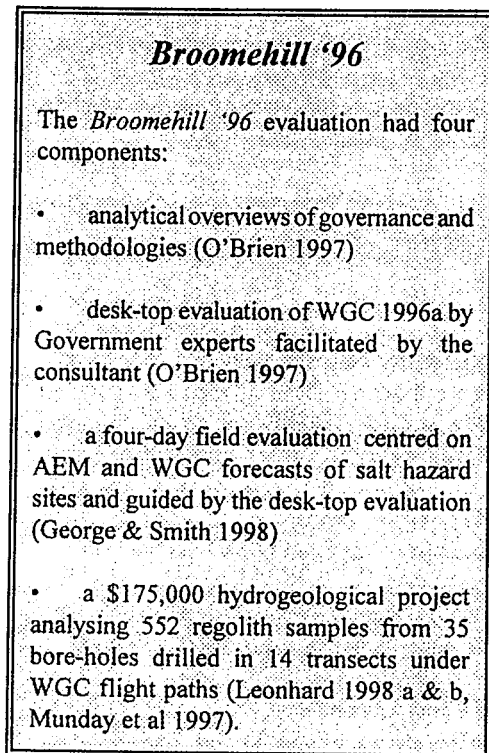 Broomehill ‘96
The Broomehill ‘96 evaluation had four
components:
• analytical overviews of governance and
methodologies (O’Brien 1997)
• desk-top evaluation of WGC 1996a by
Government experts facilitated by the
consultant (O’Brien 1997)
• a four-day field evaluation centred on
AEM and WGC forecasts of salt hazard
sites and guided by the desk-top evaluation
(George & Smith 1998)
• a $175,000 hydrogeological project
analysing 552 regolith samples from 35
bore-holes drilled in 14 transects under
WGC flight paths (Leonhard 1998 a & b,
Munday et al 1997).